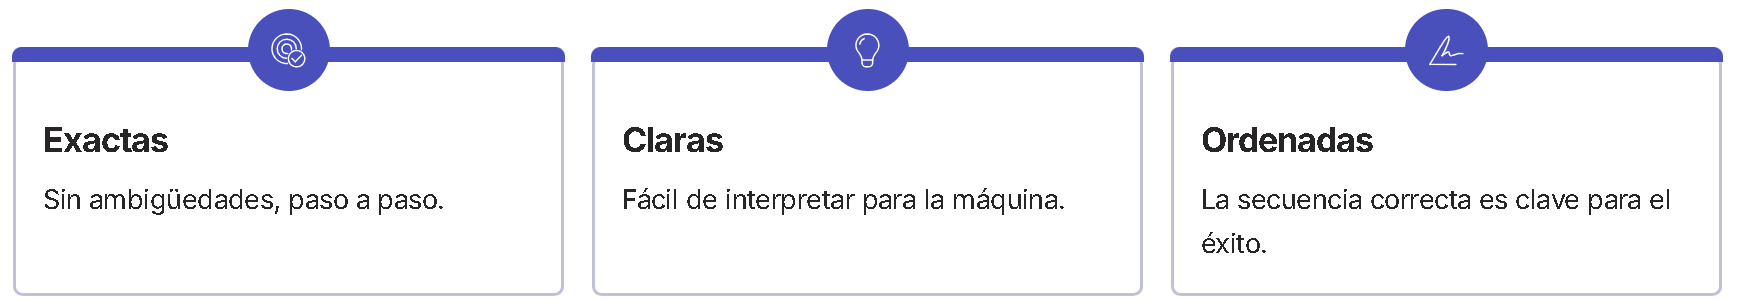 Exactas
Sin ambigüedades, paso a paso.
Claras
Fácil de interpretar para la máquina.
Ordenadas
La secuencia correcta es clave para el
éxito.